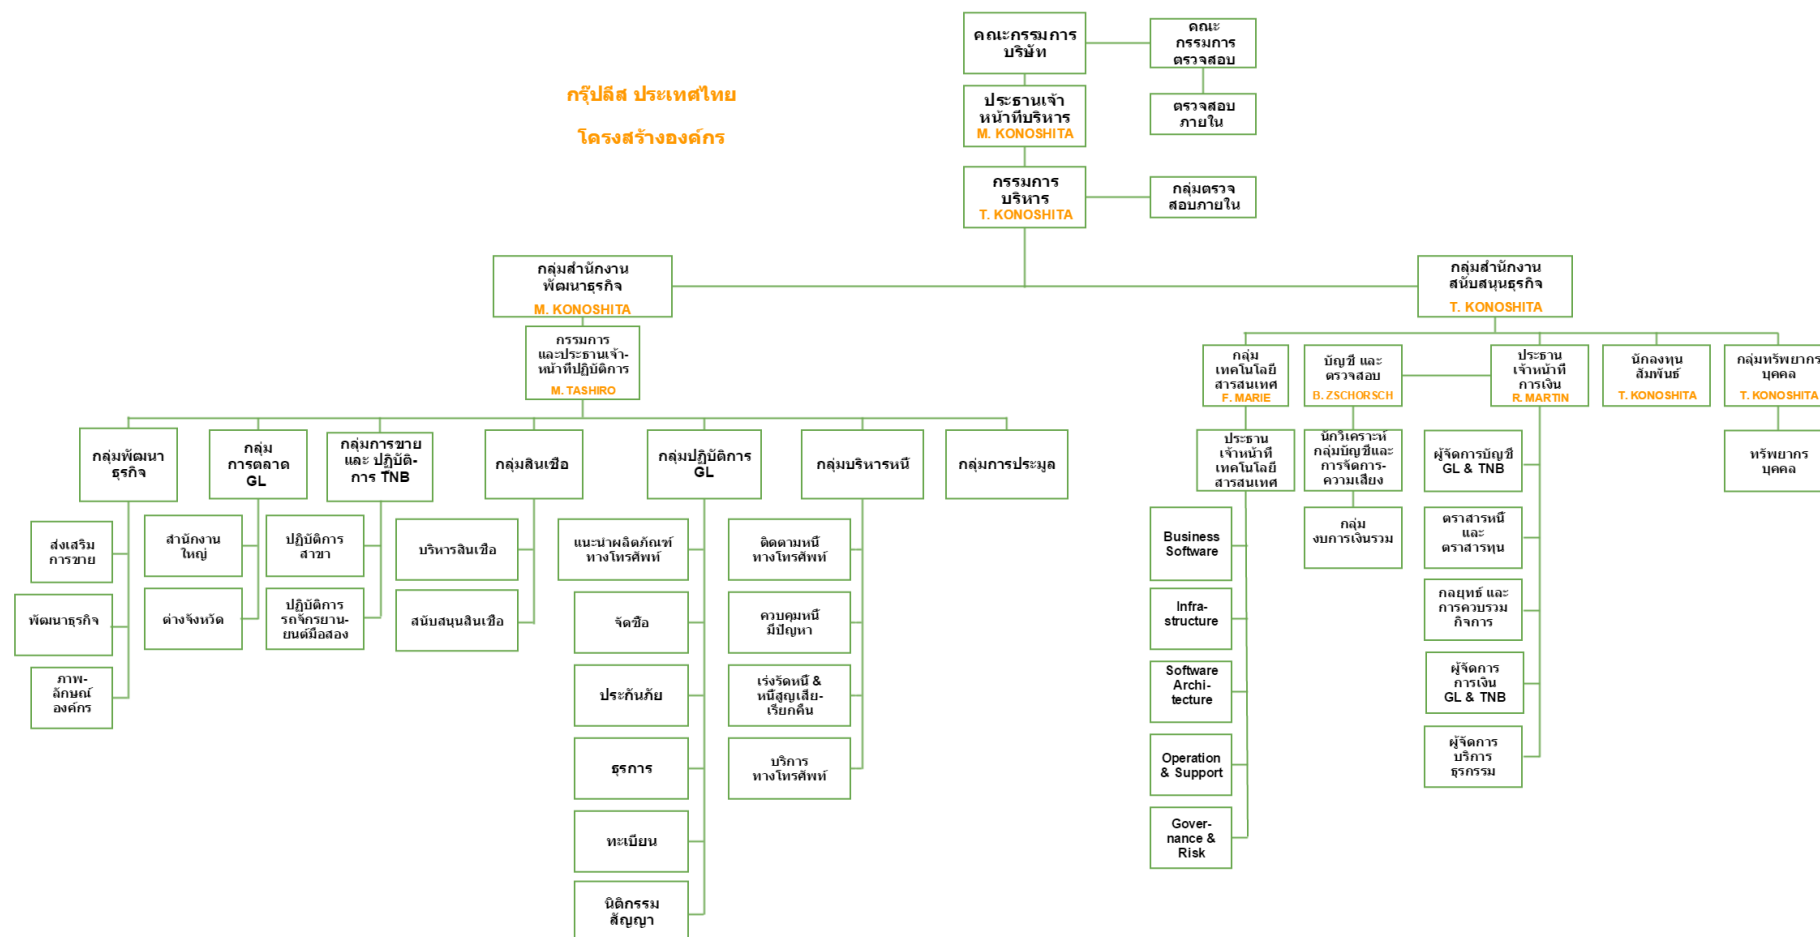 คณะกรรมการ
บริษัท
คณะ
กรรมการ
ตรวจสอบ
กรุ๊ปลีส ประเทศไทย
โครงสร้างองค์กร
ประธานเจ้า
หน้าที่บริหาร
M. KONOSHITA
ตรวจสอบ
ภายใน
กรรมการ
บริหาร
T. KONOSHITA
กลุ่มตรวจ
สอบภายใน
กลุ่มสำนักงาน
พัฒนาธุรกิจ
M. KONOSHITA
กลุ่มสำนักงาน
สนับสนุนธุรกิจ
T. KONOSHITA
กรรมการ
และประธานเจ้า-
หน้าที่ปฏิบัติการ
M. TASHIRO
กลุ่ม
เทคโนโลยี
สารสนเทศ
F. MARIE
บัญชี และ
ตรวจสอบ
B. ZSCHORSCH
ประธาน
เจ้าหน้าที่
การเงิน
R. MARTIN
นักลงทุน
สัมพันธ์
T. KONOSHITA
กลุ่มทรัพยากร
บุคคล
T. KONOSHITA
กลุ่มพัฒนา
ธุรกิจ
กลุ่ม
การตลาด
GL
กลุ่มการขาย
และ ปฏิบัติ-
การ TNB
กลุ่มสินเชื่อ
กลุ่มปฏิบัติการ
GL
กลุ่มบริหารหนี้
กลุ่มการประมูล
ประธาน
เจ้าหน้าที่
เทคโนโลยี
สารสนเทศ
นักวิเคราะห์
กลุ่มบัญชีและ
การจัดการ-
ความเสี่ยง
ผู้จัดการบัญชี
GL & TNB
ทรัพยากร
บุคคล
ส่งเสริม
การขาย
สำนักงาน
ใหญ่
ปฏิบัติการ
สาขา
บริหารสินเชื่อ
แนะนำผลิตภัณฑ์
ทางโทรศัพท์
ติดตามหนี้
ทางโทรศัพท์
Business
Software
กลุ่ม
งบการเงินรวม
ตราสารหนี้
และ
ตราสารทุน
พัฒนาธุรกิจ
ต่างจังหวัด
ปฏิบัติการ
รถจักรยาน-
ยนต์มือสอง
สนับสนุนสินเชื่อ
จัดซื้อ
ควบคุมหนี้
มีปัญหา
Infra-
structure
กลยุทธ์ และ
การควบรวม
กิจการ
ภาพ-
ลักษณ์
องค์กร
ประกันภัย
เร่งรัดหนี้ &
หนี้สูญเสีย-
เรียกคืน
Software
Archi-
tecture
ผู้จัดการ
การเงิน
GL & TNB
ธุรการ
บริการ
ทางโทรศัพท์
Operation
& Support
ผู้จัดการ
บริการ
ธุรกรรม
ทะเบียน
Gover-
nance &
Risk
นิติกรรม
สัญญา